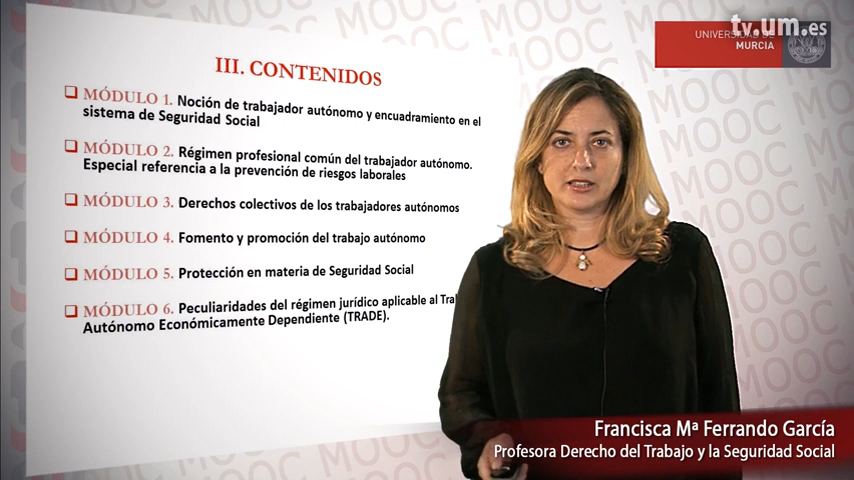 tv.um.es
UNIVERSIDAD DE
MURCIA
III. CONTENIDOS
MÓDULO 1. Noción de trabajador autónomo y encuadramiento en el
sistema de Seguridad Social
MÓDULO 2. Régimen profesional común del trabajador autónomo.
Especial referencia a la prevención de riesgos laborales
MÓDULO 3. Derechos colectivos de los trabajadores autónomos
MÓDULO 4. Fomento y promoción del trabajo autónomo
MÓDULO 5. Protección en materia de Seguridad Social
MÓDULO 6. Peculiaridades del régimen jurídico aplicable al
Autónomo Económicamente Dependiente (TRADE).
Francisca Mª Ferrando García
Profesora Derecho del Trabajo y la Seguridad Social
MOOC